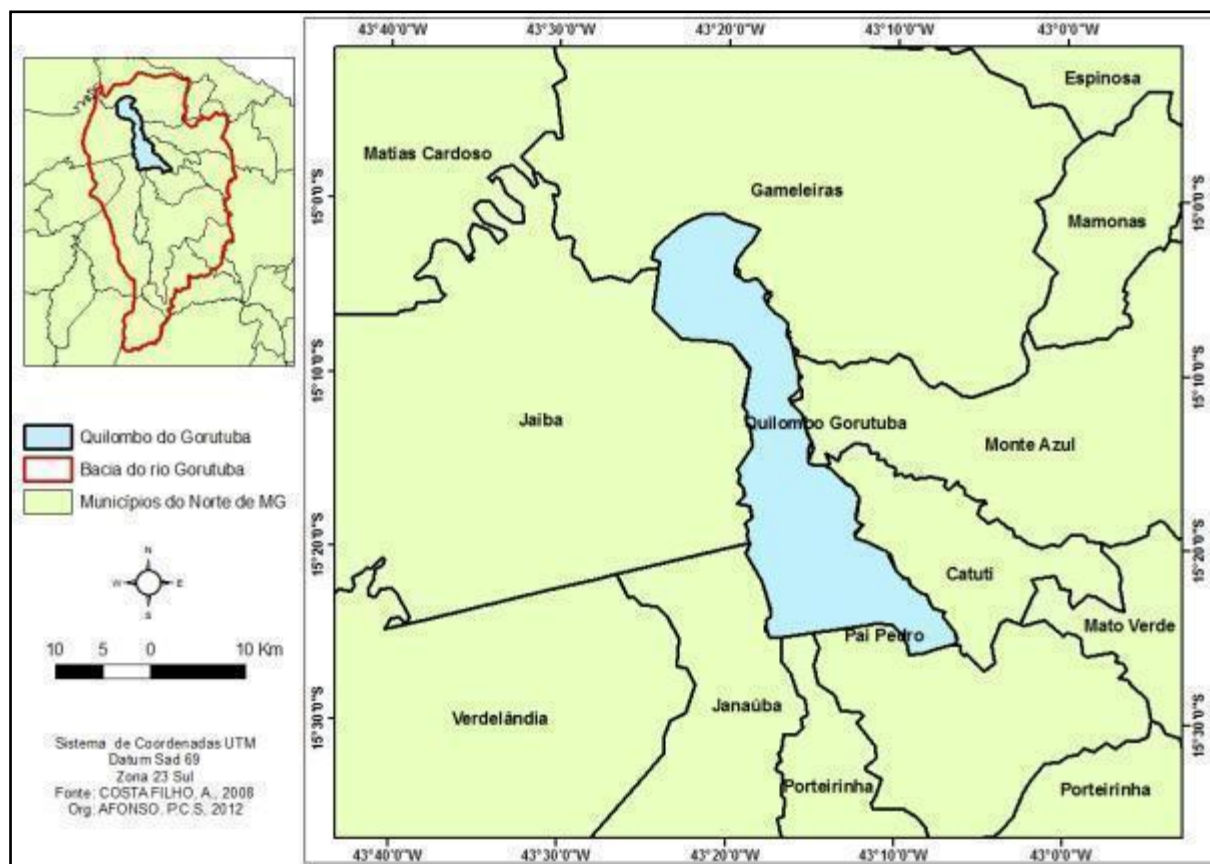 43°40'0"W 43°30'0"W 43°20'0"W 43°10'0"W 43°0'0"W
Espinosa
Matias Cardoso
Gameleiras
Mamonas
15°0'0"S
15°0'0"S
15°10'0"S
15°10'0"S
Jaiba
Quilombo Gorutuba
Monte Azul
Quilombo do Gorutuba
Bacia do rio Gorutuba
Municípios do Norte de MG
15°20'0"S
15°20'0"S
N
W E
S
Catuti
Mato Verde
Pai Pedro
10 5 0 10 Km
Verdelândia
Janaúba
15°30'0"S
15°30'0"S
Porteirinha
Porteirinha
Sistema de Coordenadas UTM
Datum Sad 69
Zona 23 Sul
Fonte: COSTA FILHO, A., 2008
Org. AFONSO. P.C.S, 2012
43°40'0"W 43°30'0"W 43°20'0"W 43°10'0"W 43°0'0"W